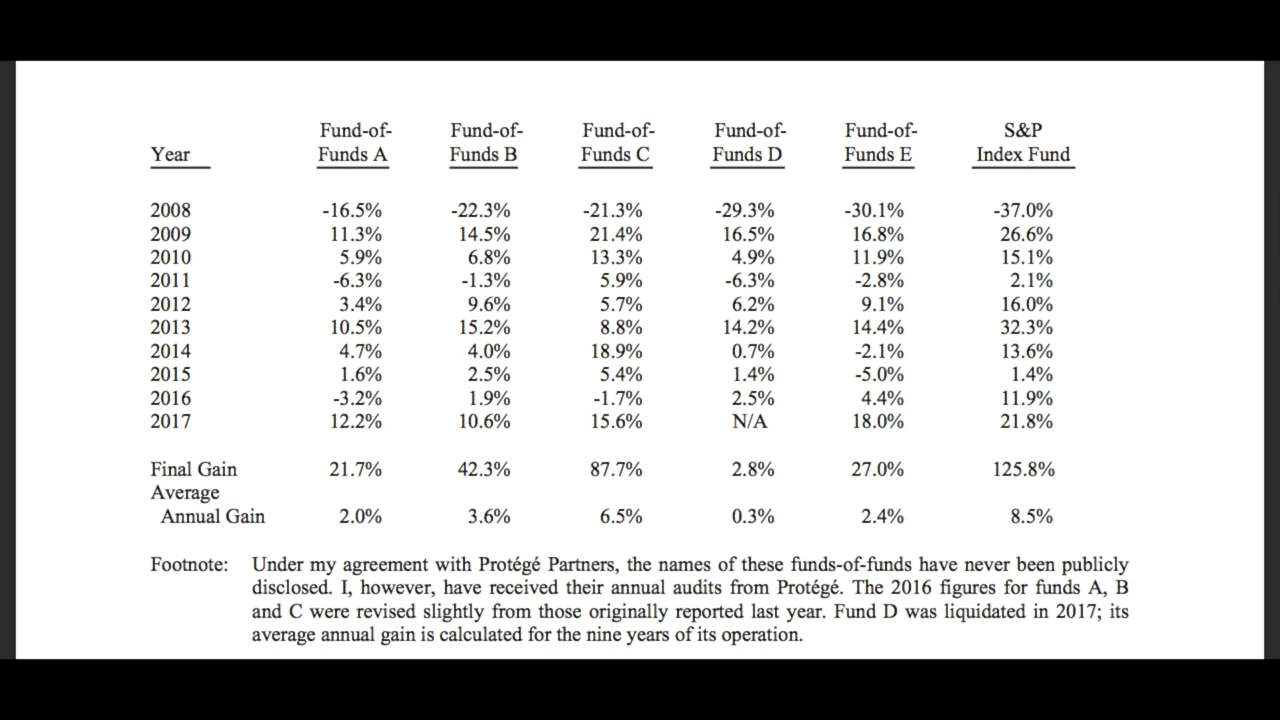 Fund-of- Fund-of- Fund-of- Fund-of- Fund-of- S&P
Year Funds A Funds B Funds C Funds D Funds E Index Fund
2008 -16.5% -22.3% -21.3% -29.3% -30.1% -37.0%
2009 11.3% 14.5% 21.4% 16.5% 16.8% 26.6%
2010 5.9% 6.8% 13.3% 4.9% 11.9% 15.1%
2011 -6.3% -1.3% 5.9% -6.3% -2.8% 2.1%
2012 3.4% 9.6% 5.7% 6.2% 9.1% 16.0%
2013 10.5% 15.2% 8.8% 14.2% 14.4% 32.3%
2014 4.7% 4.0% 18.9% 0.7% -2.1% 13.6%
2015 1.6% 2.5% 5.4% 1.4% -5.0% 1.4%
2016 -3.2% 1.9% -1.7% 2.5% 4.4% 11.9%
2017 12.2% 10.6% 15.6% N/A 18.0% 21.8%
Final Gain 21.7% 42.3% 87.7% 2.8% 27.0% 125.8%
Average
Annual Gain 2.0% 3.6% 6.5% 0.3% 2.4% 8.5%
Footnote: Under my agreement with Protégé Partners, the names of these funds-of-funds have never been publicly
disclosed. I, however, have received their annual audits from Protégé. The 2016 figures for funds A, B
and C were revised slightly from those originally reported last year. Fund D was liquidated in 2017; its
average annual gain is calculated for the nine years of its operation.